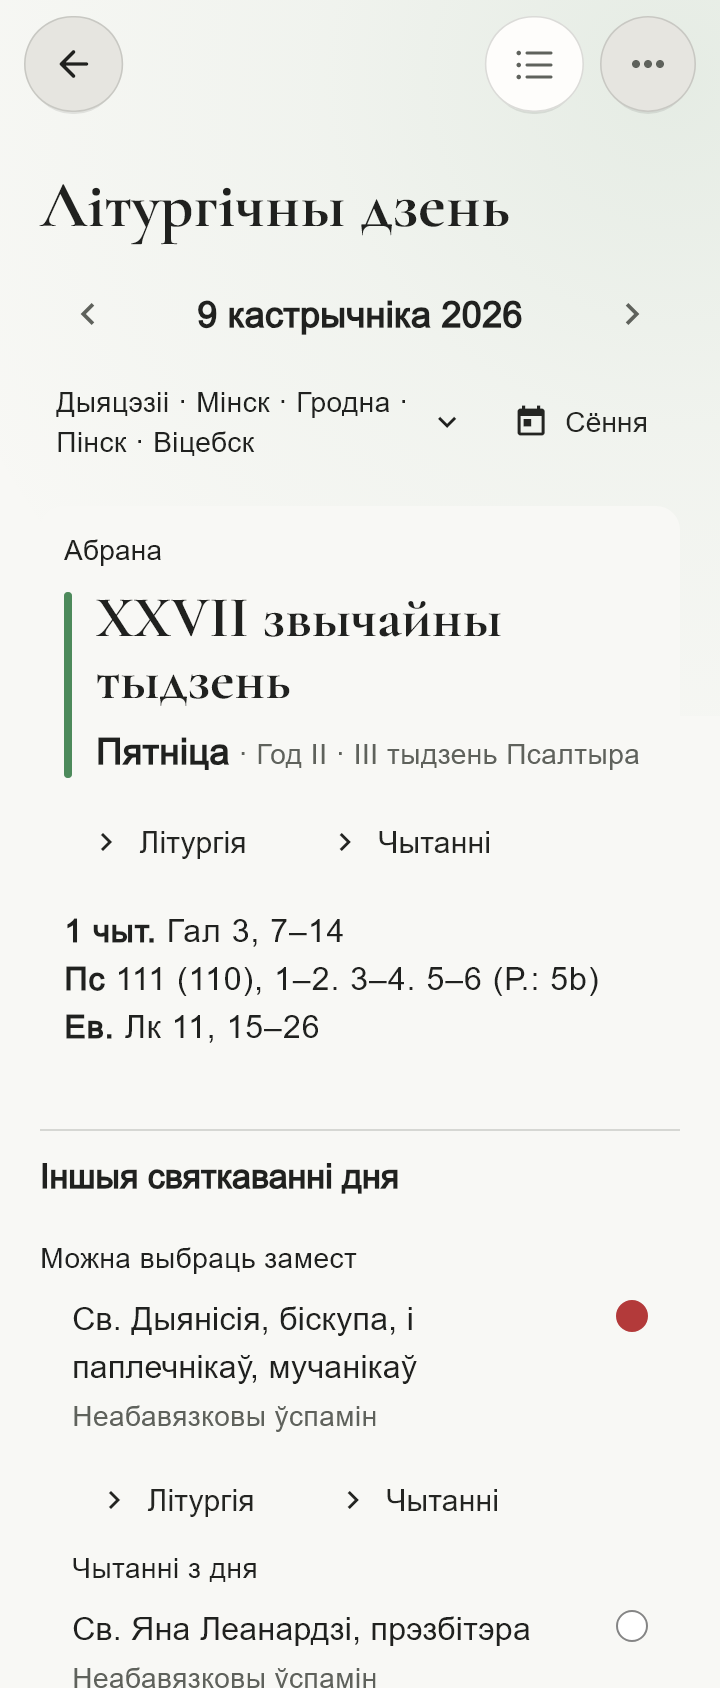 Літургічны дзень
9 кастрычніка 2026
Дыяцэзіі · Мінск · Гродна ·
Пінск · Віцебск
Сёння
Абрана
XXVII звычайны
тыдзень
Пятніца · Год II · III тыдзень Псалтыра
Літургія Чытанні
1 чыт. Гал 3, 7–14
Пс 111 (110), 1–2. 3–4. 5–6 (Р.: 5b)
Ев. Лк 11, 15–26
Іншыя святкаванні дня
Можна выбраць замест
Св. Дыянісія, біскупа, і
паплечнікаў, мучанікаў
Неабавязковы ўспамін
Літургія Чытанні
Чытанні з дня
Св. Яна Леанардзі, прэзбітэра
Неабавязковы ўспамін